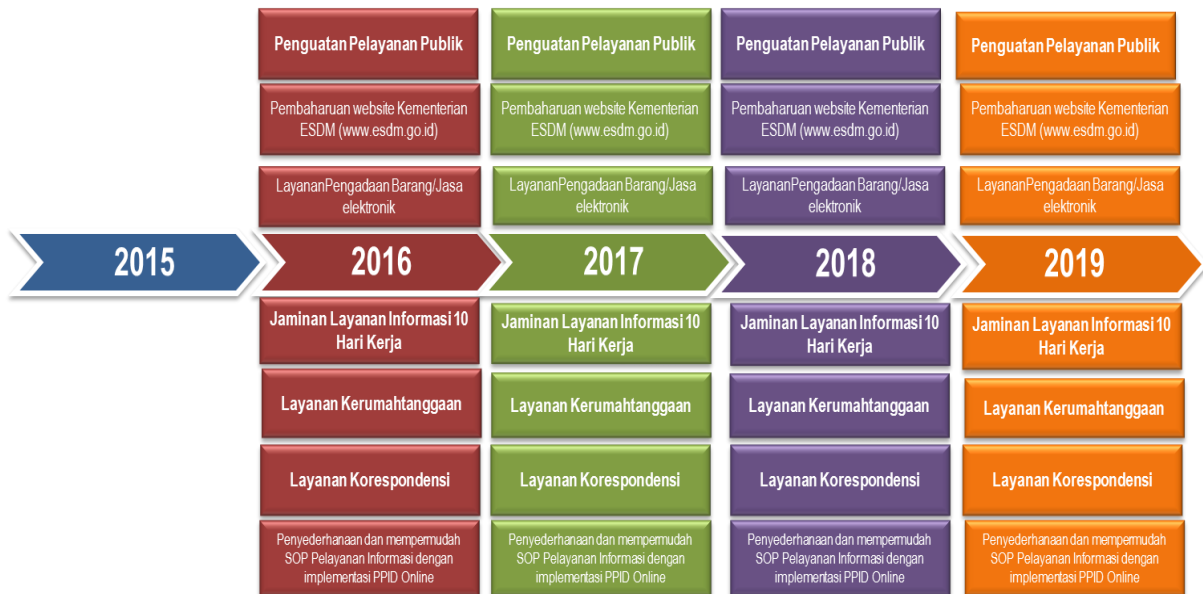 Penguatan Pelayanan Publik
Penguatan Pelayanan Publik
Penguatan Pelayanan Publik
Penguatan Pelayanan Publik
Pembaharuan website Kementerian
ESDM (www.esdm.go.id)
Pembaharuan website Kementerian
ESDM (www.esdm.go.id)
Pembaharuan website Kementerian
ESDM (www.esdm.go.id)
Pembaharuan website Kementerian
ESDM (www.esdm.go.id)
LayananPengadaan Barang/Jasa
elektronik
LayananPengadaan Barang/Jasa
elektronik
LayananPengadaan Barang/Jasa
elektronik
LayananPengadaan Barang/Jasa
elektronik
2015
2016
2017
2018
2019
Jaminan Layanan Informasi 10
Hari Kerja
Jaminan Layanan Informasi 10
Hari Kerja
Jaminan Layanan Informasi 10
Hari Kerja
Jaminan Layanan Informasi 10
Hari Kerja
Layanan Kerumahtanggaan
Layanan Kerumahtanggaan
Layanan Kerumahtanggaan
Layanan Kerumahtanggaan
Layanan Korespondensi
Layanan Korespondensi
Layanan Korespondensi
Layanan Korespondensi
Penyederhanaan dan mempermudah
SOP Pelayanan Informasi dengan
implementasi PPID Online
Penyederhanaan dan mempermudah
SOP Pelayanan Informasi dengan
implementasi PPID Online
Penyederhanaan dan mempermudah
SOP Pelayanan Informasi dengan
implementasi PPID Online
Penyederhanaan dan mempermudah
SOP Pelayanan Informasi dengan
implementasi PPID Online